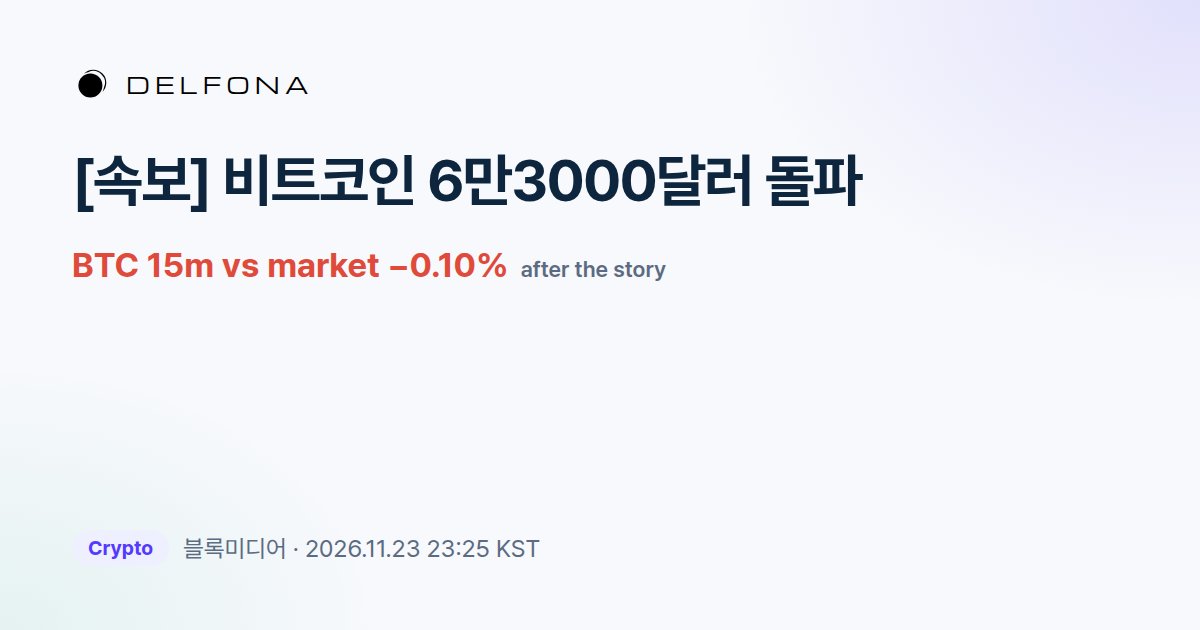 DELFONA
[속보] 비트코인 6만3000달러 돌파
BTC 15m vs market −0.10% after the story
Crypto 블록미디어 · 2026.11.23 23:25 KST